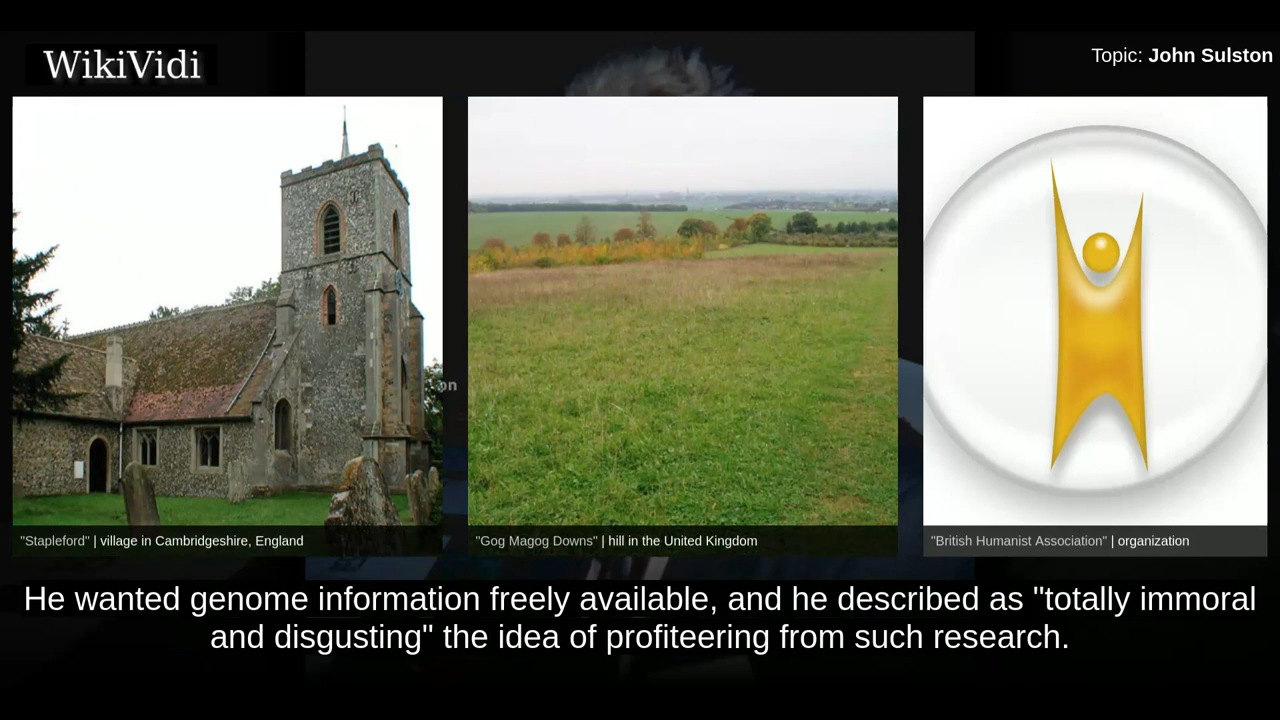 WikiVidi
Topic: John Sulston
on
"Stapleford" | village in Cambridgeshire, England
"Gog Magog Downs" | hill in the United Kingdom
"British Humanist Association" | organization
He wanted genome information freely available, and he described as "totally immoral
and disgusting" the idea of profiteering from such research.